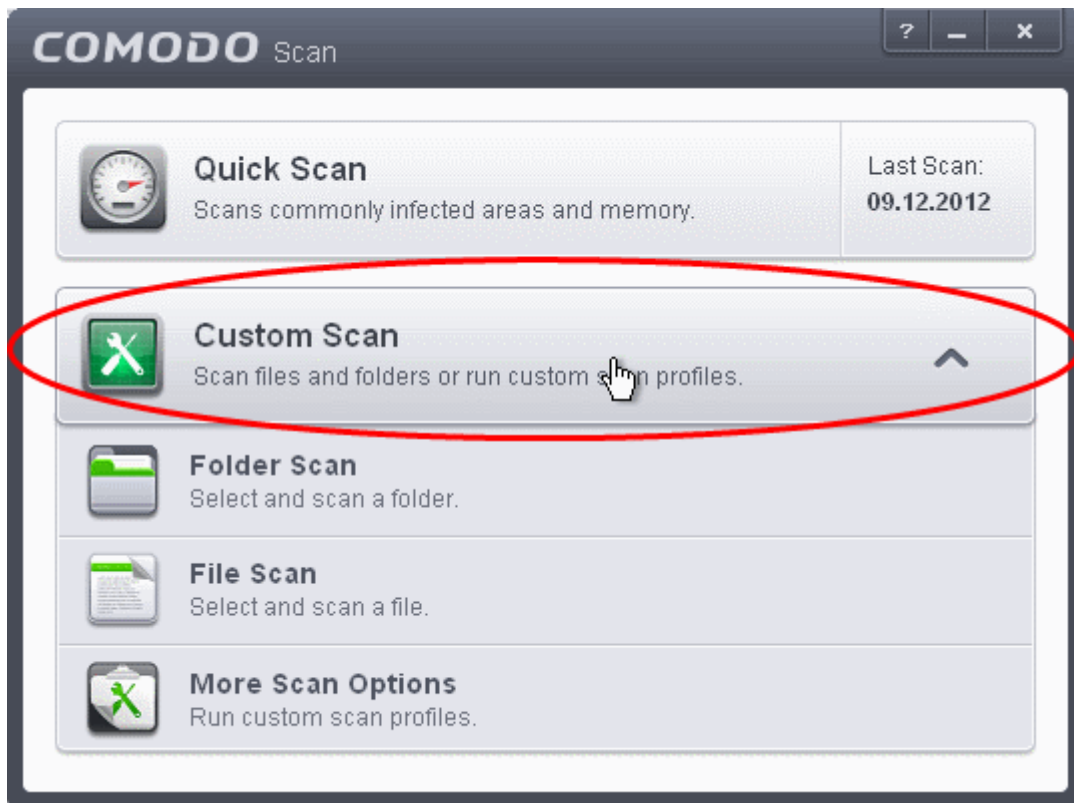 COMODO Scan
?
Quick Scan
Scans commonly infected areas and memory.
Last Scan:
09.12.2012
Custom Scan
Scan files and folders or run custom scan profiles.
Folder Scan
Select and scan a folder.
File Scan
Select and scan a file.
More Scan Options
Run custom scan profiles.